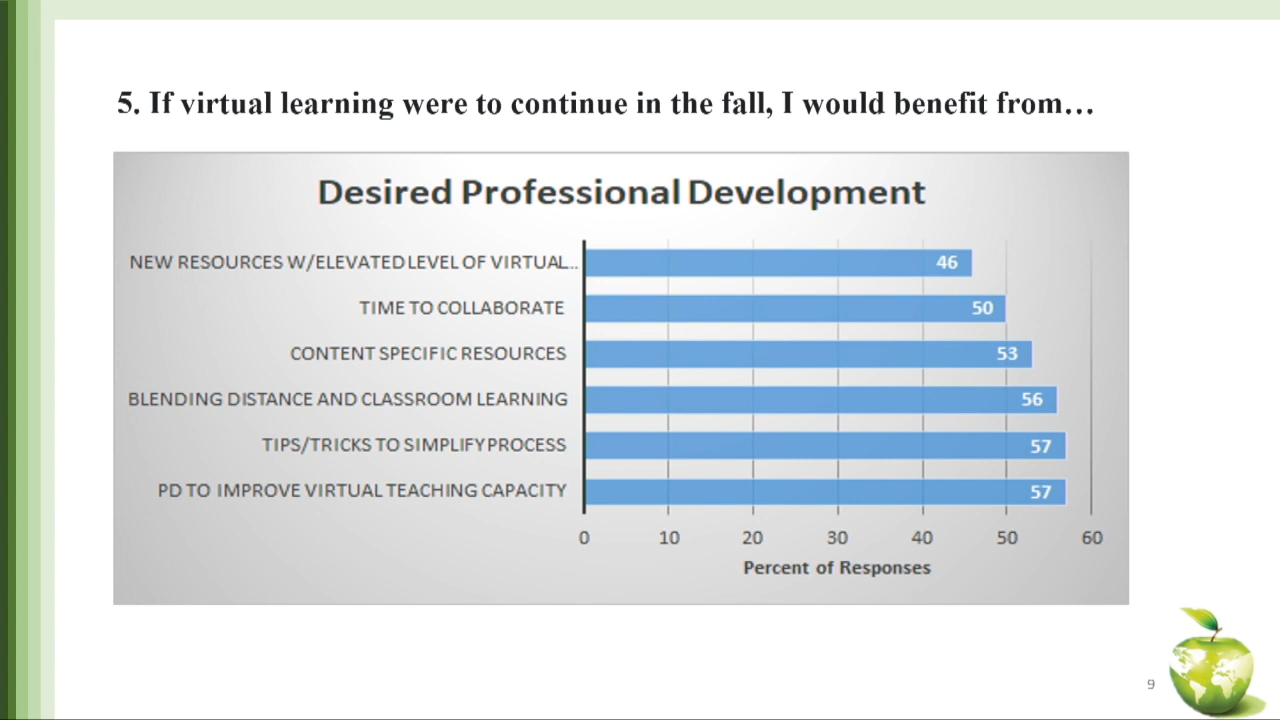 5. If virtual learning were to continue in the fall, I would benefit from…
Desired Professional Development
NEW RESOURCES W/ELEVATED LEVEL OF VIRTUAL... 46
TIME TO COLLABORATE 50
CONTENT SPECIFIC RESOURCES 53
BLENDING DISTANCE AND CLASSROOM LEARNING 56
TIPS/TRICKS TO SIMPLIFY PROCESS 57
PD TO IMPROVE VIRTUAL TEACHING CAPACITY 57
0 10 20 30 40 50 60
Percent of Responses
9